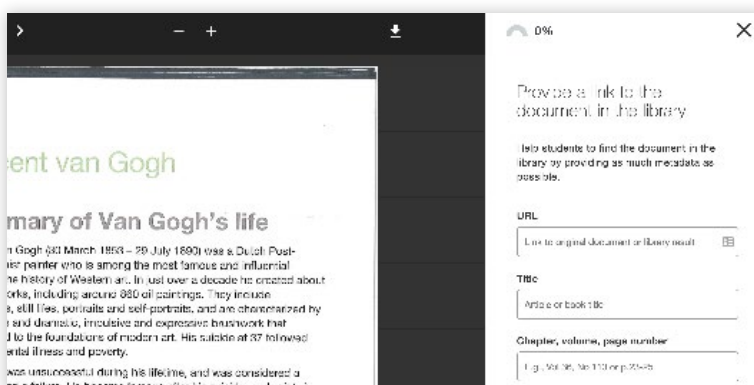 ent van Gogh
mary of Van Gogh's life
n Gogh (30 March 1853 – 29 July 1890) was a Dutch Post-
ist painter who is among the most famous and influential
he history of Western art. In just over a decade he created about
orks, including around 860 oil paintings. They include
s, still lifes, portraits and self-portraits, and are characterized by
s and dramatic, impulsive and expressive brushwork that
d to the foundations of modern art. His suicide at 37 followed
ental illness and poverty.
was unsuccessful during his lifetime, and was considered a
0%
Provide a link to the
document in the library
Help students to find the document in the
library by providing as much metadata as
possible.
URL
Link to original document or library result
Title
Article or book title
Chapter, volume, page number
E.g., Vol 36, No 113 or p.23-25